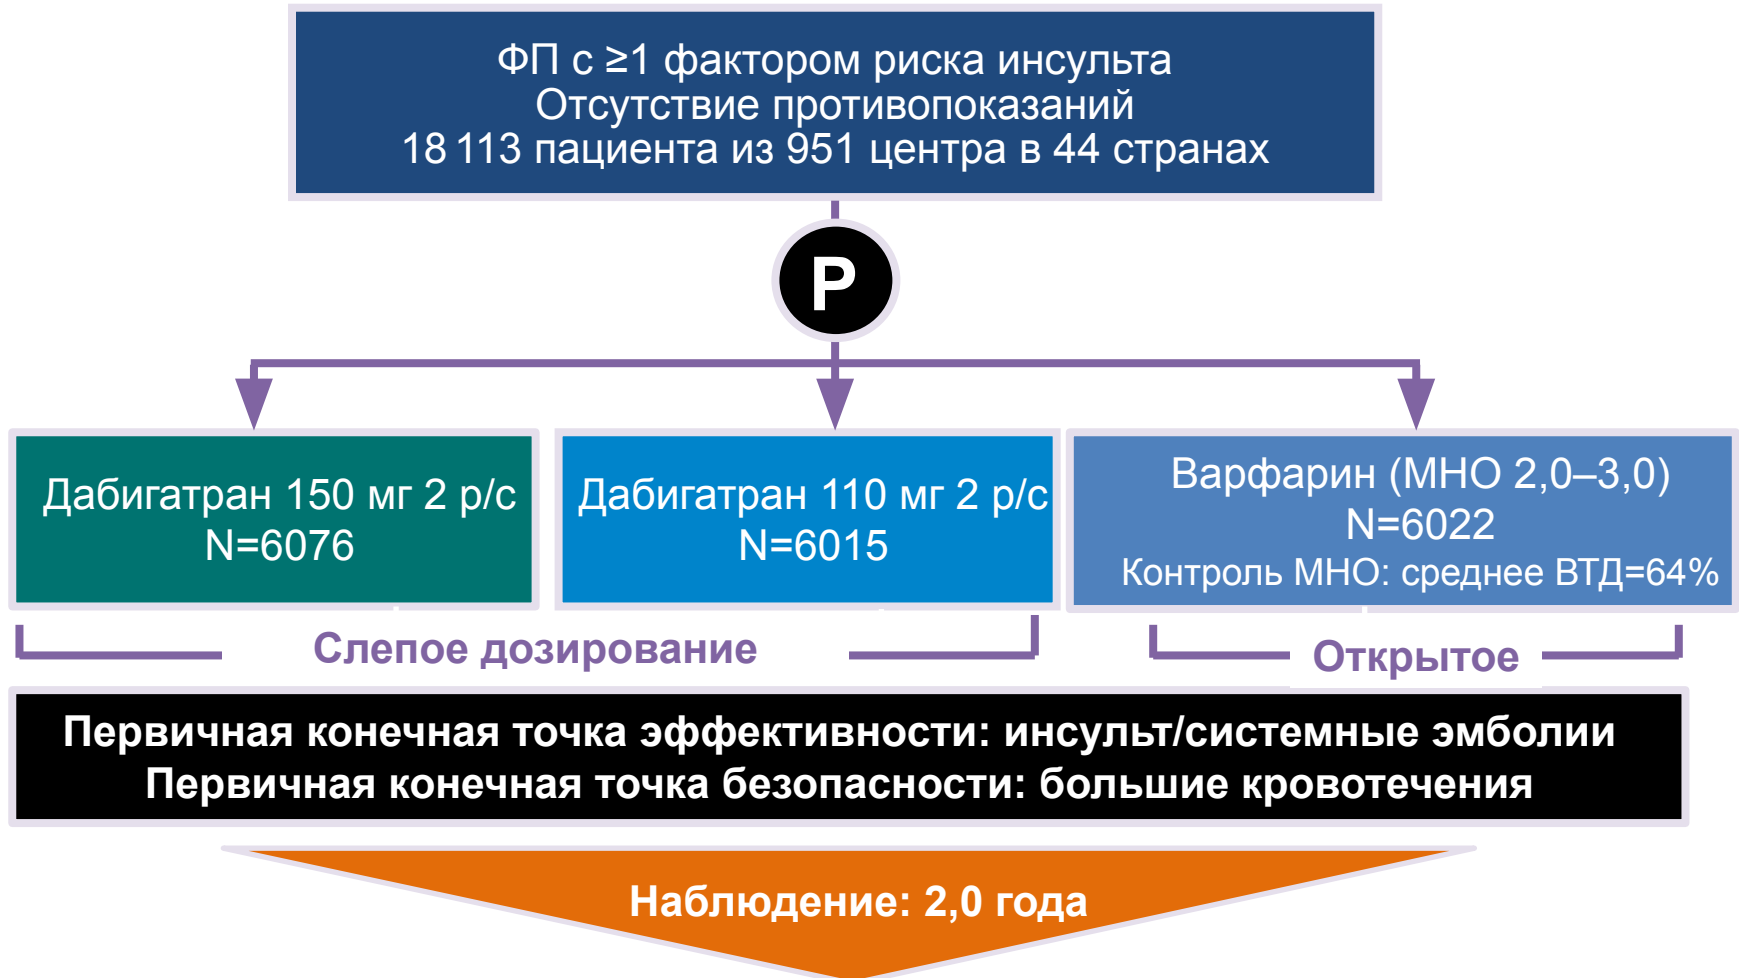 ФП с ≥1 фактором риска инсульта
Отсутствие противопоказаний
18 113 пациента из 951 центра в 44 странах
Р
Дабигатран 150 мг 2 р/с
N=6076
Дабигатран 110 мг 2 р/с
N=6015
Варфарин (МНО 2,0–3,0)
N=6022
Контроль МНО: среднее ВТД=64%
Слепое дозирование
Открытое
Первичная конечная точка эффективности: инсульт/системные эмболии
Первичная конечная точка безопасности: большие кровотечения
Наблюдение: 2,0 года